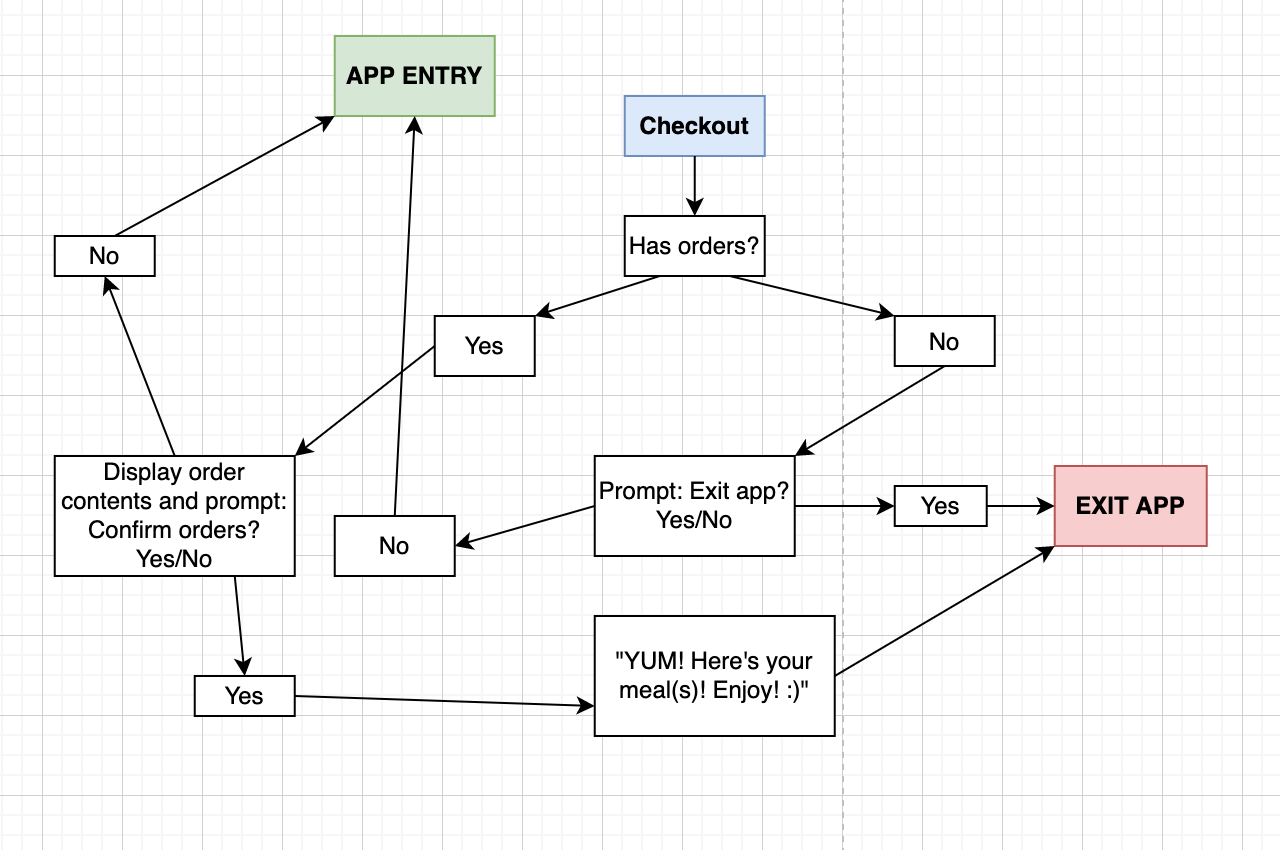 APP ENTRY
Checkout
No
Has orders?
Yes
No
Display order
contents and prompt:
Confirm orders?
Yes/No
No
Prompt: Exit app?
Yes/No
Yes
EXIT APP
Yes
"YUM! Here's your
meal(s)! Enjoy! :)"